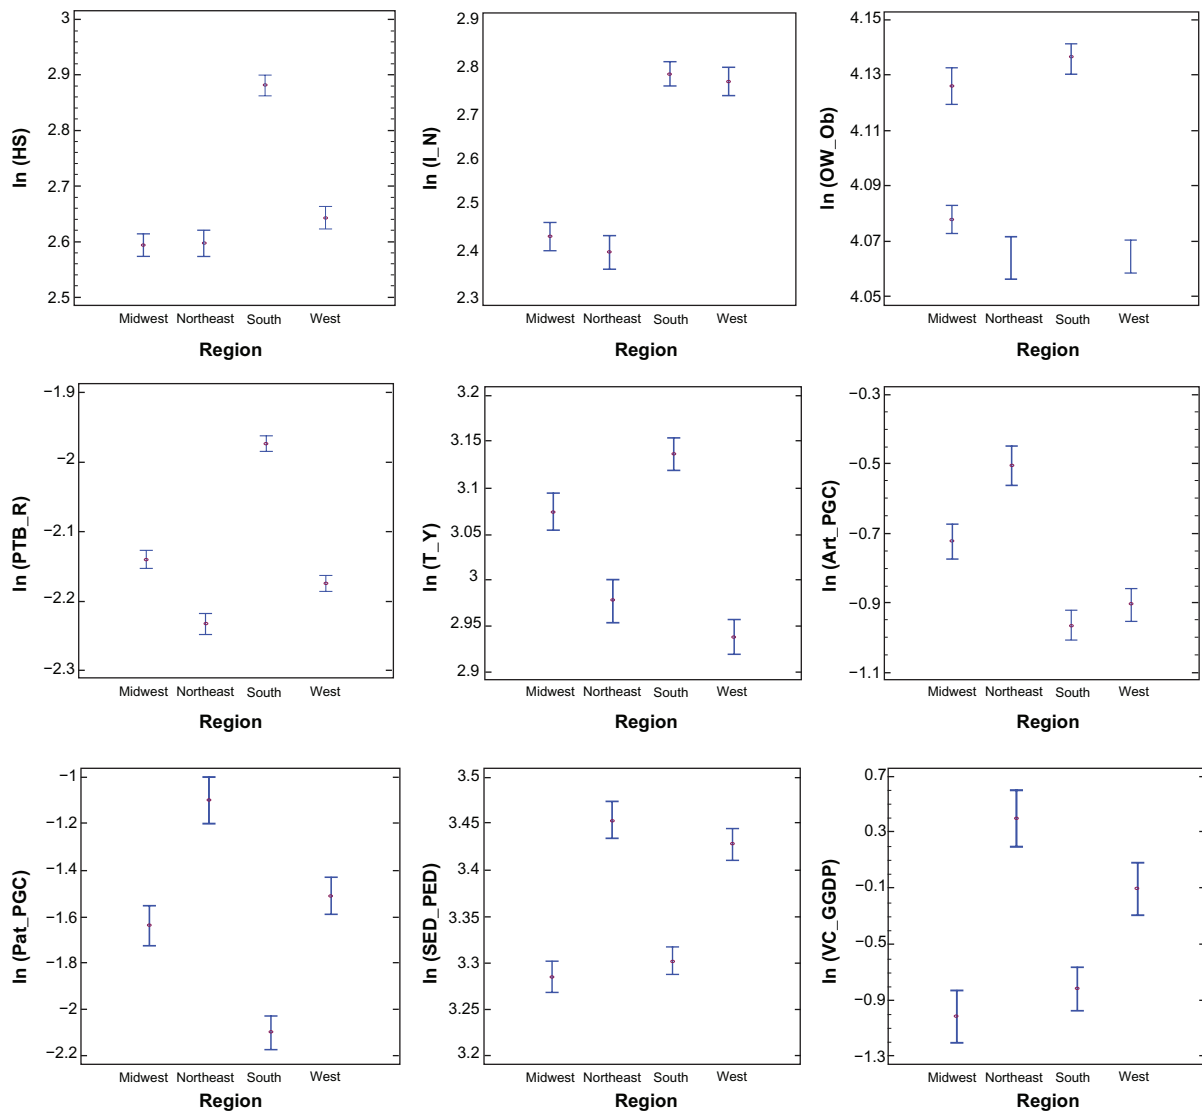 ln (HS)
3
2.9
2.8
2.7
2.6
2.5
Midwest Northeast South West
Region
ln (I_N)
2.9
2.8
2.7
2.6
2.5
2.4
2.3
Midwest Northeast South West
Region
ln (OW_Ob)
4.15
4.13
4.11
4.09
4.07
4.05
Midwest Northeast South West
Region
ln (PTB_R)
−1.9
−2
−2.1
−2.2
−2.3
Midwest Northeast South West
Region
ln (T_Y)
3.2
3.15
3.1
3.05
3
2.95
2.9
Midwest Northeast South West
Region
ln (Art_PGC)
−0.3
−0.5
−0.7
−0.9
−1.1
Midwest Northeast South West
Region
ln (Pat_PGC)
−1
−1.2
−1.4
−1.6
−1.8
−2
−2.2
Midwest Northeast South West
Region
ln (SED_PED)
3.5
3.45
3.4
3.35
3.3
3.25
3.2
Midwest Northeast South West
Region
ln (VC_GGDP)
0.7
0.3
−0.1
−0.5
−0.9
−1.3
Midwest Northeast South West
Region